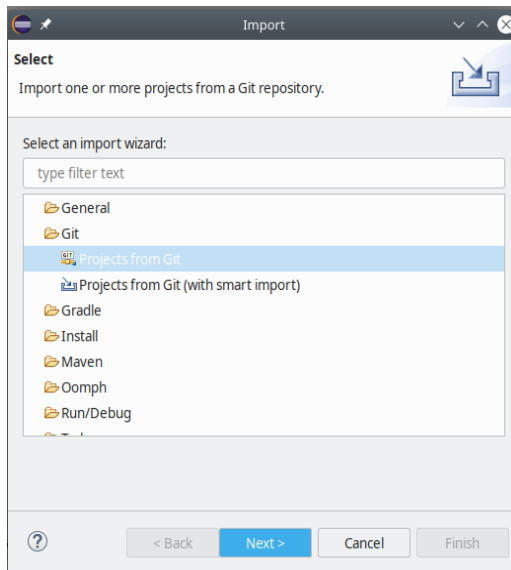 Import
Select
Import one or more projects from a Git repository.
Select an import wizard:
type filter text
General
Git
GIT
Projects from Git
Projects from Git (with smart import)
Gradle
Install
Maven
Oomph
Run/Debug
?
< Back
Next >
Cancel
Finish